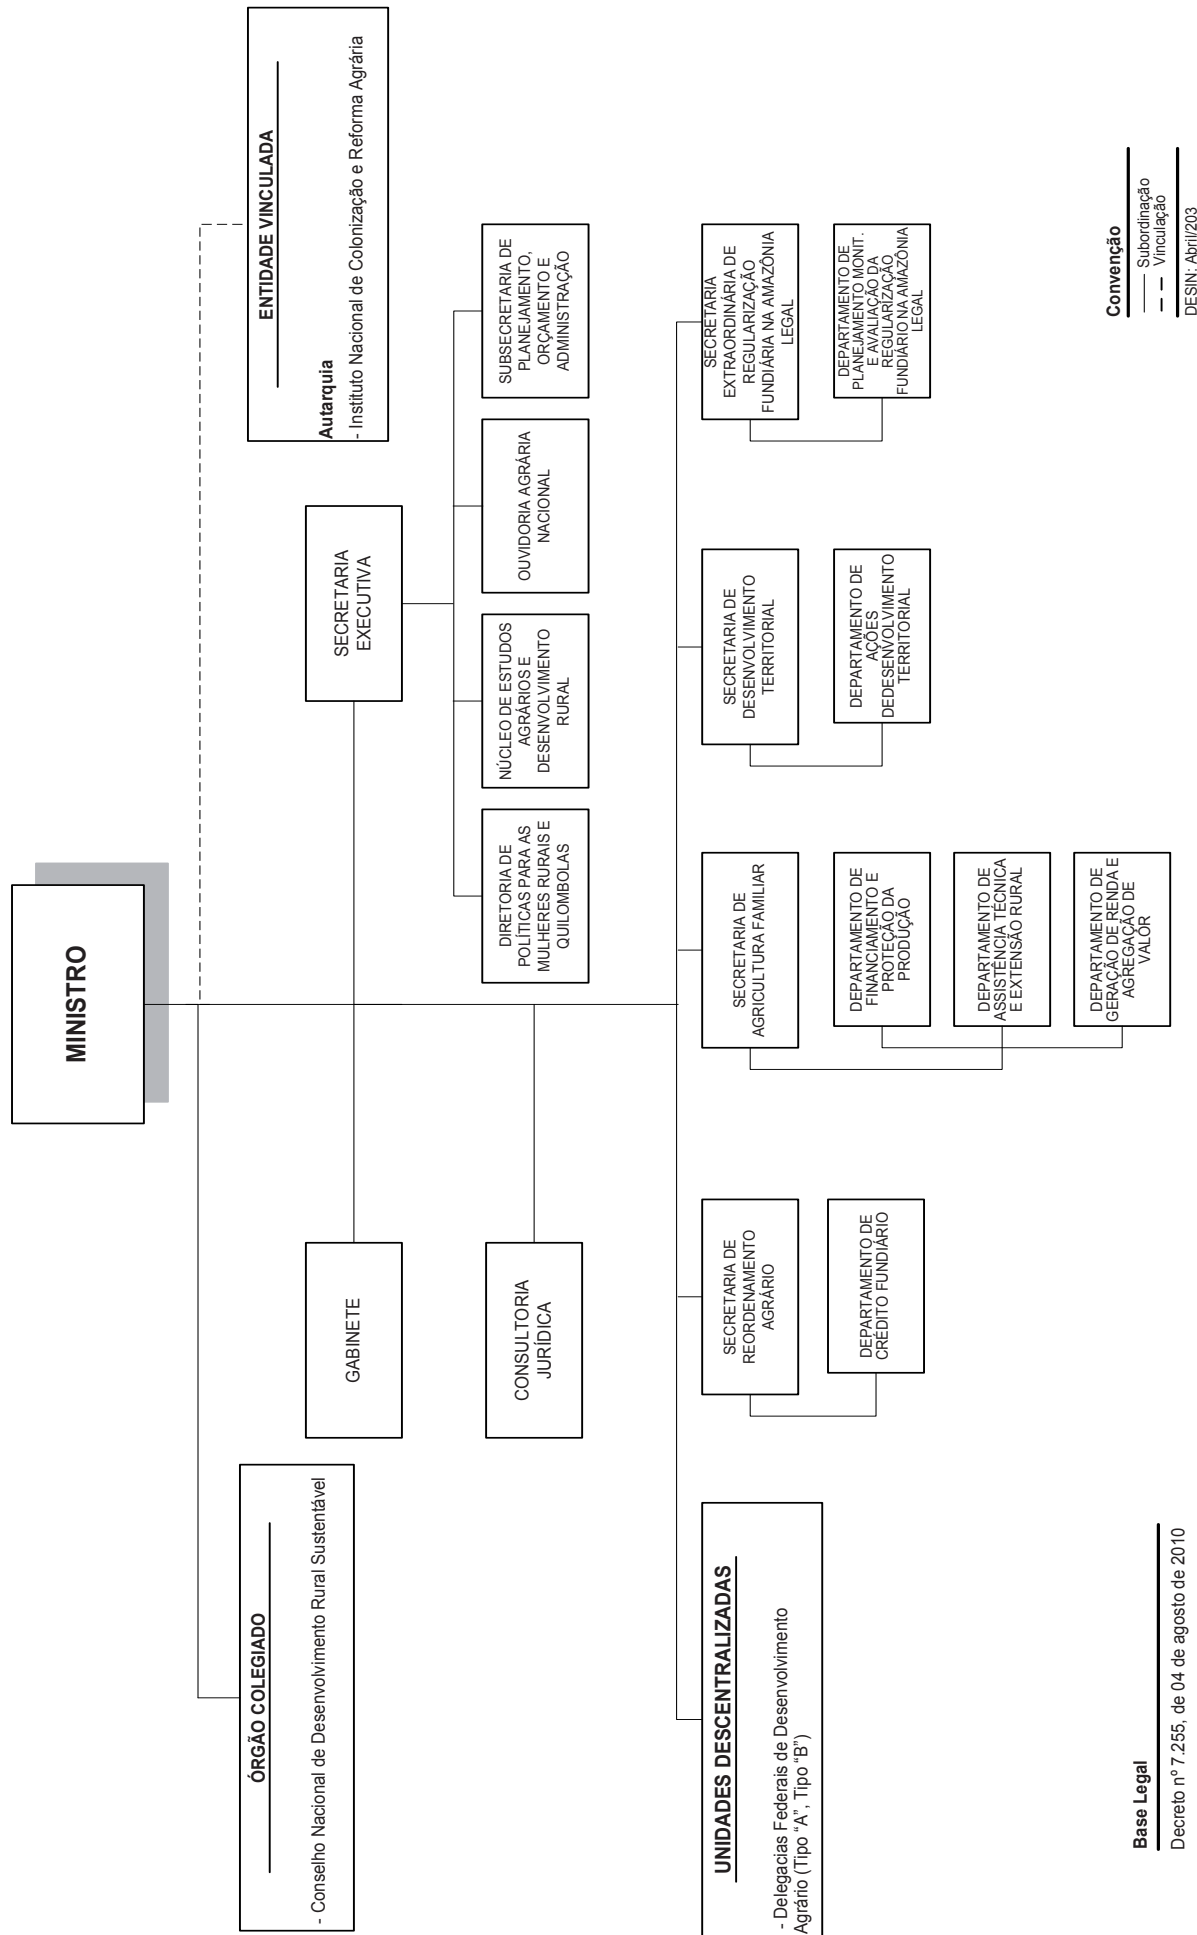 MINISTRO
ÓRGÃO COLEGIADO
- Conselho Nacional de Desenvolvimento Rural Sustentável
ENTIDADE VINCULADA
Autarquia
- Instituto Nacional de Colonização e Reforma Agrária
GABINETE
SECRETARIA
EXECUTIVA
CONSULTORIA
JURÍDICA
DIRETORIA DE
POLÍTICAS PARA AS
MULHERES RURAIS E
QUILOMBOLAS
NÚCLEO DE ESTUDOS
AGRÁRIOS E
DESENVOLVIMENTO
RURAL
OUVIDORIA AGRÁRIA
NACIONAL
SUBSECRETARIA DE
PLANEJAMENTO,
ORÇAMENTO E
ADMINISTRAÇÃO
UNIDADES DESCENTRALIZADAS
- Delegacias Federais de Desenvolvimento
Agrário (Tipo “A”, Tipo “B”)
SECRETARIA DE
REORDENAMENTO
AGRÁRIO
DEPARTAMENTO DE
CRÉDITO FUNDIÁRIO
SECRETARIA DE
AGRICULTURA FAMILIAR
DEPARTAMENTO DE
FINANCIAMENTO E
PROTEÇÃO DA
PRODUÇÃO
DEPARTAMENTO DE
ASSISTÊNCIA TÉCNICA
E EXTENSÃO RURAL
DEPARTAMENTO DE
GERAÇÃO DE RENDA E
AGREGAÇÃO DE
VALOR
SECRETARIA DE
DESENVOLVIMENTO
TERRITORIAL
DEPARTAMENTO DE
AÇÕES
DEDESENVOLVIMENTO
TERRITORIAL
SECRETARIA
EXTRAORDINÁRIA DE
REGULARIZAÇÃO
FUNDIÁRIA NA AMAZÔNIA
LEGAL
DEPARTAMENTO DE
PLANEJAMENTO MONIT.
E AVALIAÇÃO DA
REGULARIZAÇÃO
FUNDIÁRIO NA AMAZÔNIA
LEGAL
Base Legal
Decreto nº 7.255, de 04 de agosto de 2010
Convenção
Subordinação
Vinculação
DESIN: Abril/203